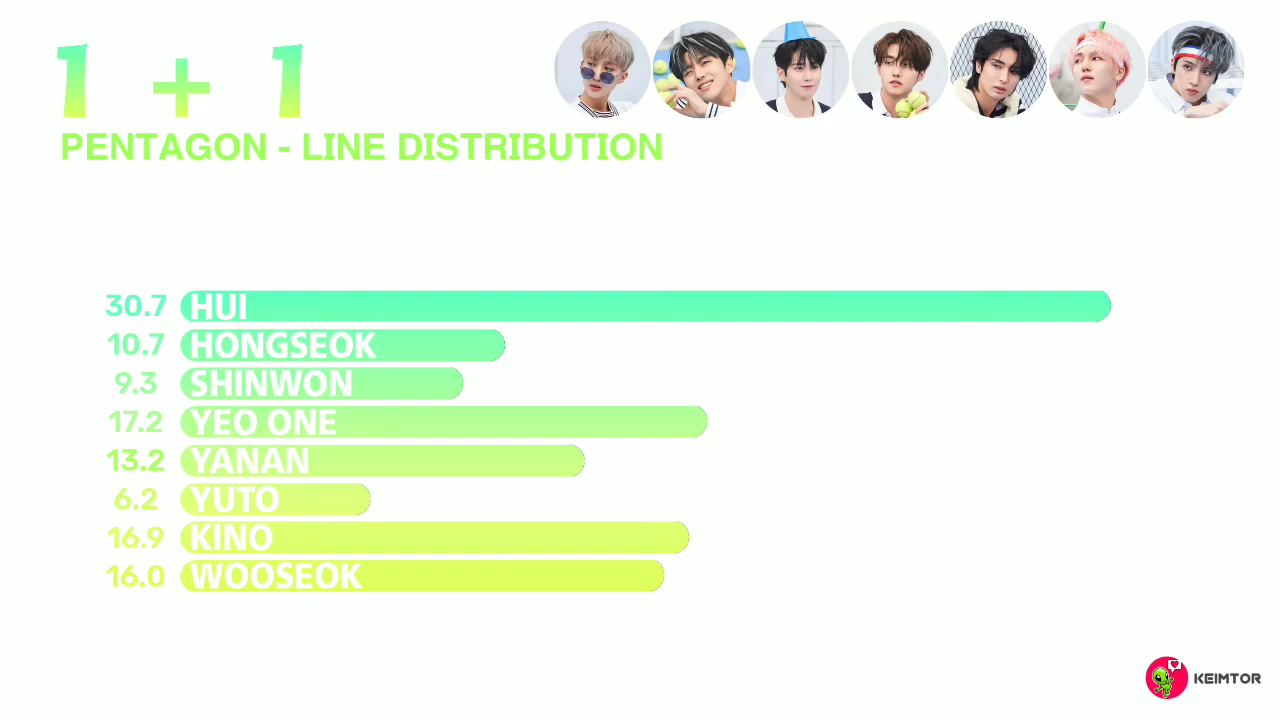 1 + 1
PENTAGON - LINE DISTRIBUTION
30.7 HUI
10.7 HONGSEOK
9.3 SHINWON
17.2 YEO ONE
13.2 YANAN
6.2 YUTO
16.9 KINO
16.0 WOOSEOK
KEIMTOR